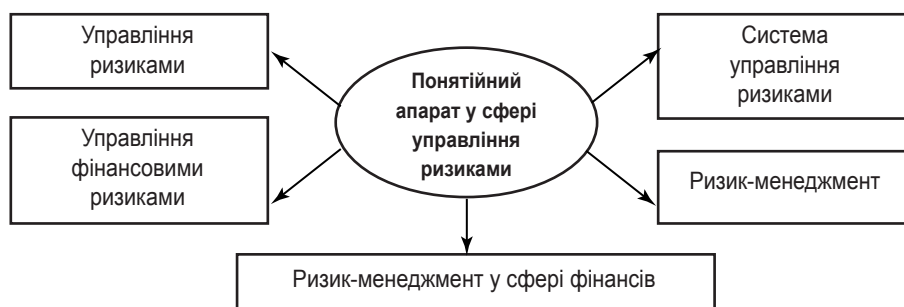 Управління
ризиками
Управління
фінансовими
ризиками
Понятійний
апарат у сфері
управління
ризиками
Система
управління
ризиками
Ризик-менеджмент
Ризик-менеджмент у сфері фінансів